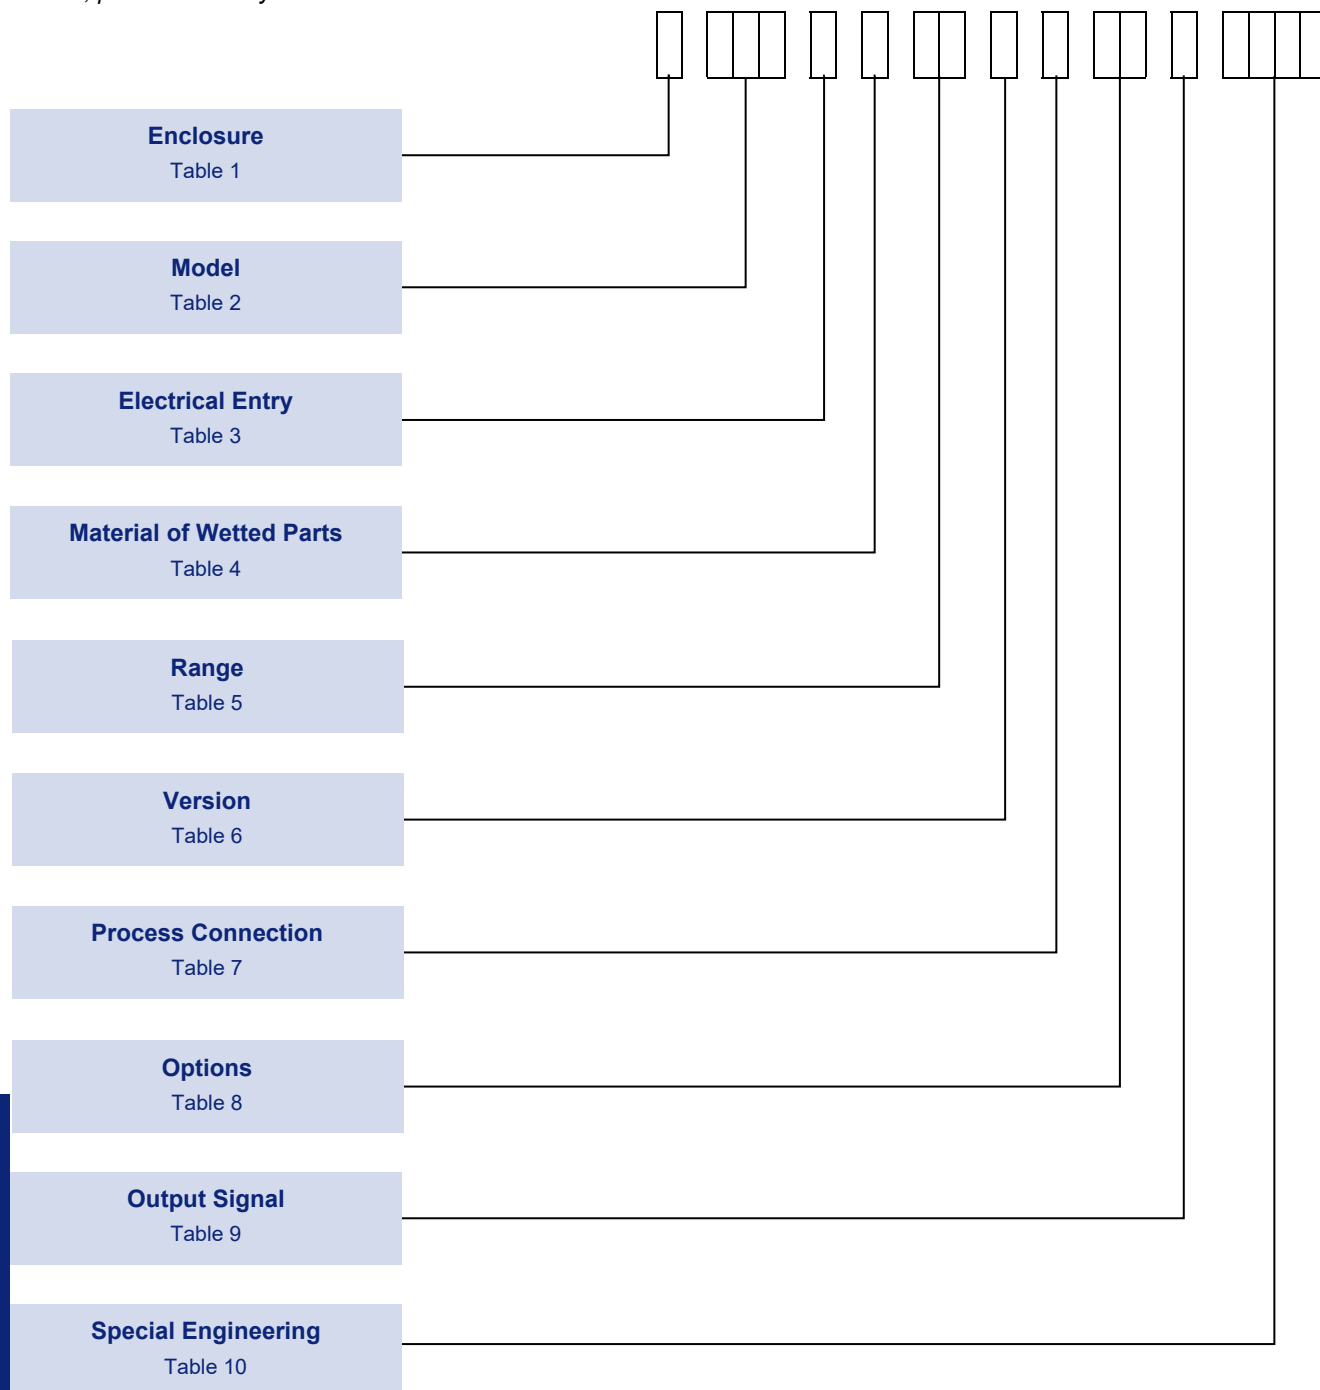 Enclosure
Table 1
Model
Table 2
Electrical Entry
Table 3
Material of Wetted Parts
Table 4
Range
Table 5
Version
Table 6
Process Connection
Table 7
Options
Table 8
Output Signal
Table 9
Special Engineering
Table 10